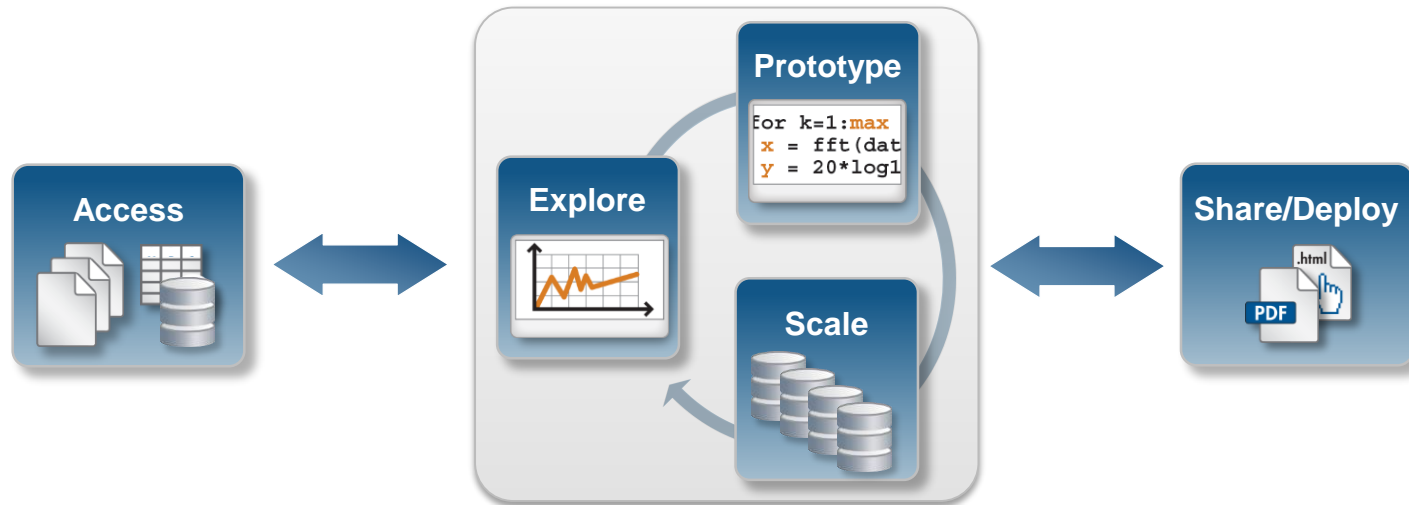 Access
Explore
Prototype
for k=1:max
x = fft(dat
y = 20*log1
Scale
Share/Deploy
.html
PDF